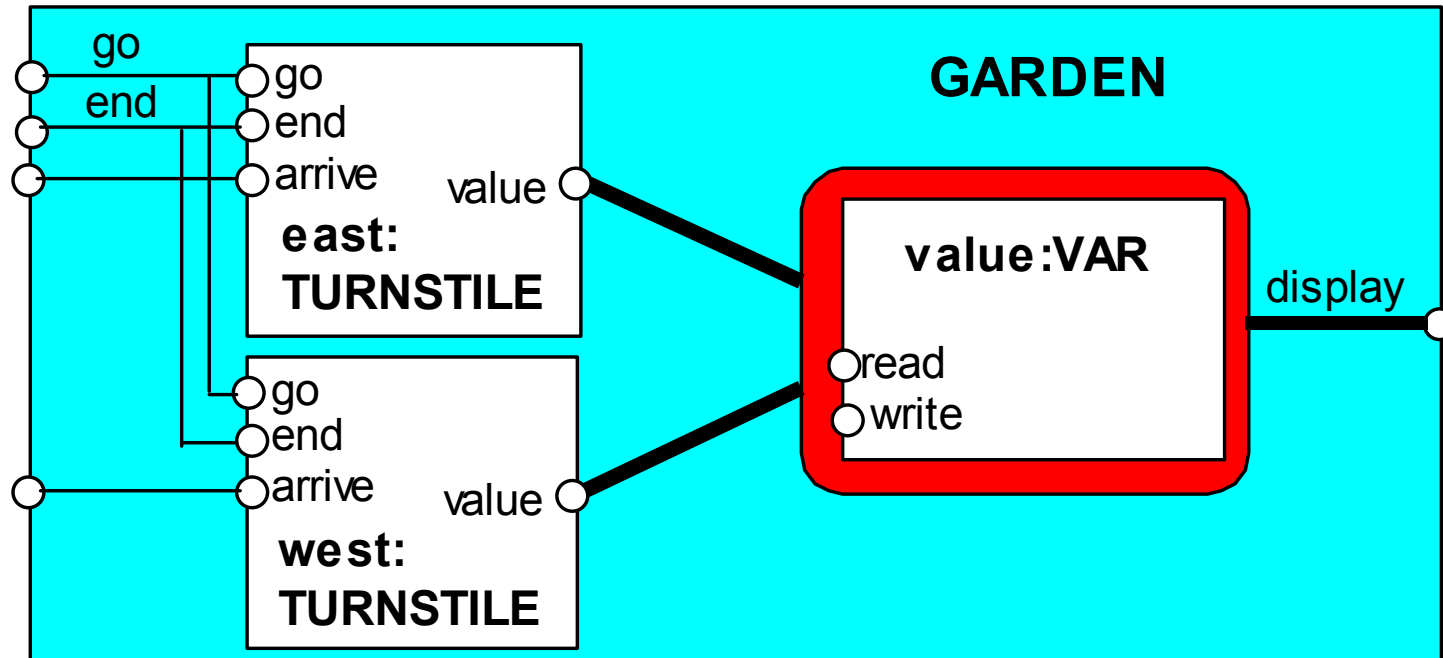 go
end
GARDEN
go
end
arrive
value
east:
TURNSTILE
value:VAR
read
write
display
go
end
arrive
value
west:
TURNSTILE